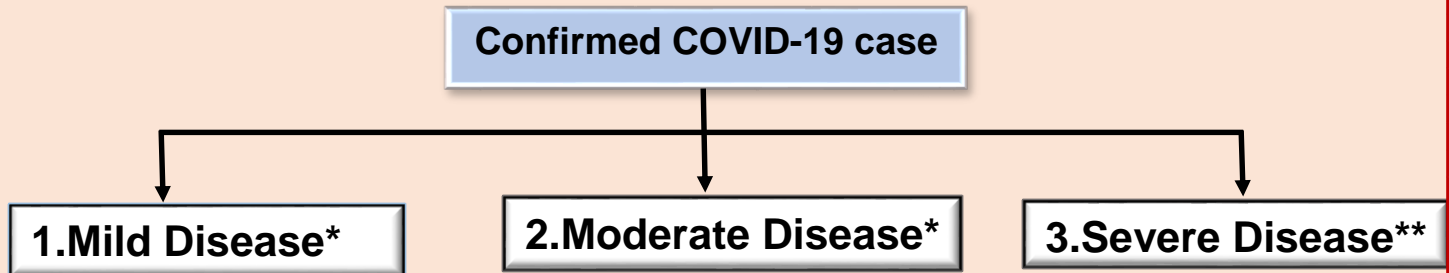 Confirmed COVID-19 case
1.Mild Disease*
2.Moderate Disease*
3.Severe Disease**